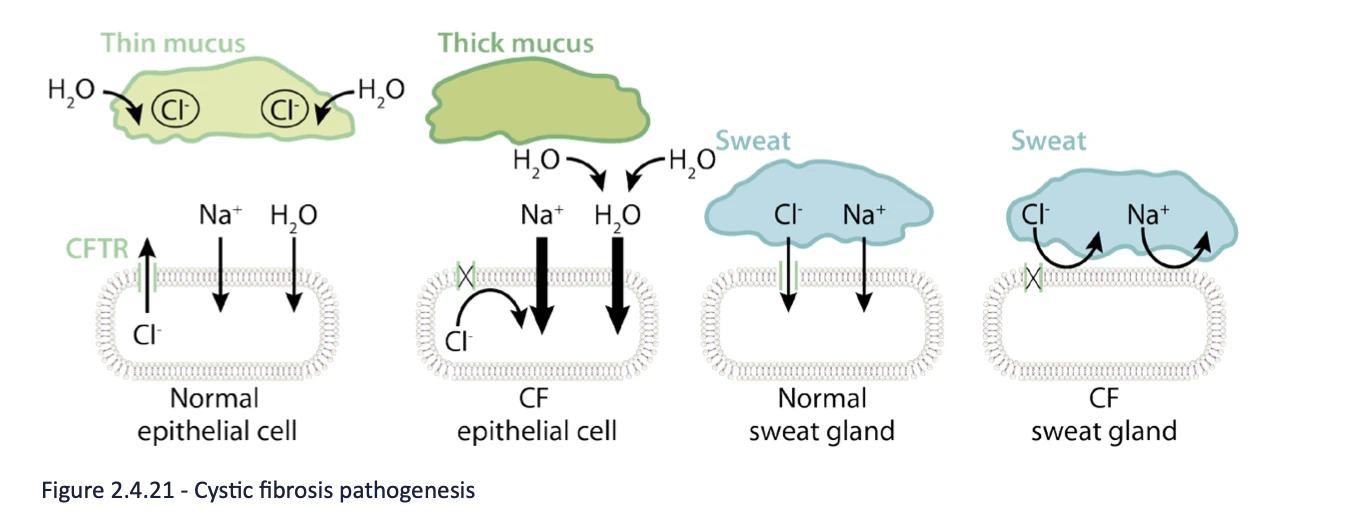 Thin mucus
H₂O
Cl⁻
Cl⁻
H₂O
Na⁺
H₂O
CFTR
Cl⁻
Normal
epithelial cell
Thick mucus
H₂O
H₂O
Na⁺
H₂O
Cl⁻
CF
epithelial cell
Sweat
Cl⁻
Na⁺
Normal
sweat gland
Sweat
Cl⁻
Na⁺
CF
sweat gland
Figure 2.4.21 - Cystic fibrosis pathogenesis